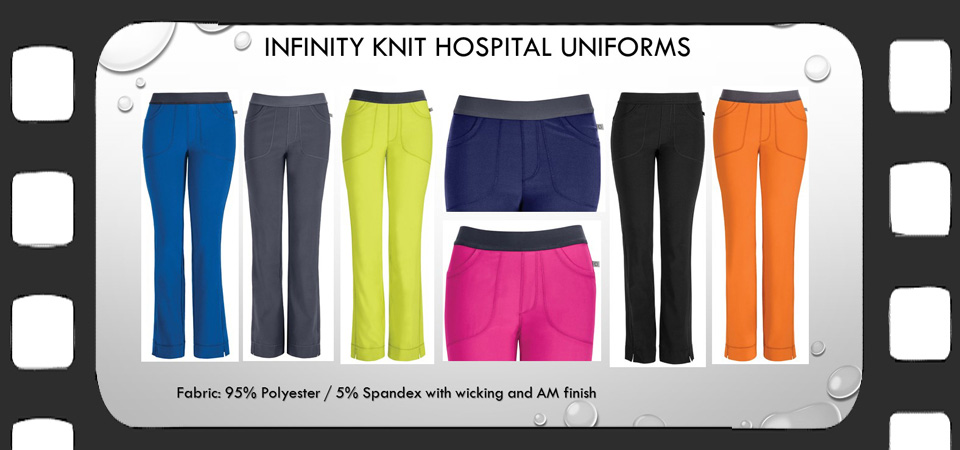 INFINITY KNIT HOSPITAL UNIFORMS
Fabric: 95% Polyester / 5% Spandex with wicking and AM finish